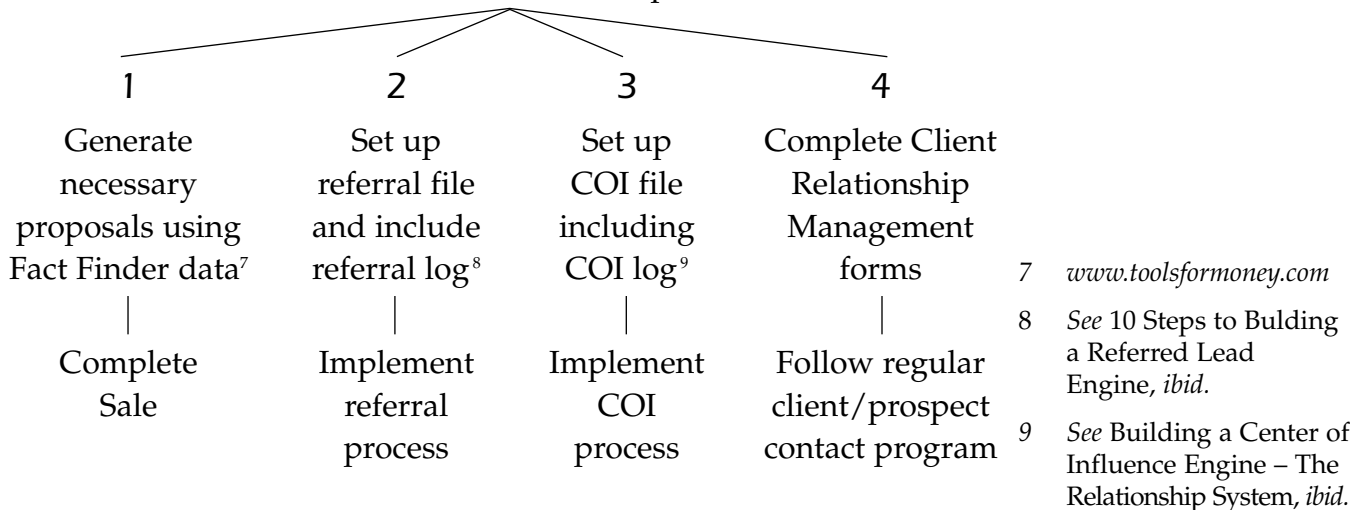 1
Generate
necessary
proposals using
Fact Finder data7
Complete
Sale
2
Set up
referral file
and include
referral log8
Implement
referral
process
3
Set up
COI file
including
COI log9
Implement
COI
process
4
Complete Client
Relationship
Management
forms
Follow regular
client/prospect
contact program
7 www.toolsformoney.com
8 See 10 Steps to Bulding
a Referred Lead
Engine, ibid.
9 See Building a Center of
Influence Engine – The
Relationship System, ibid.